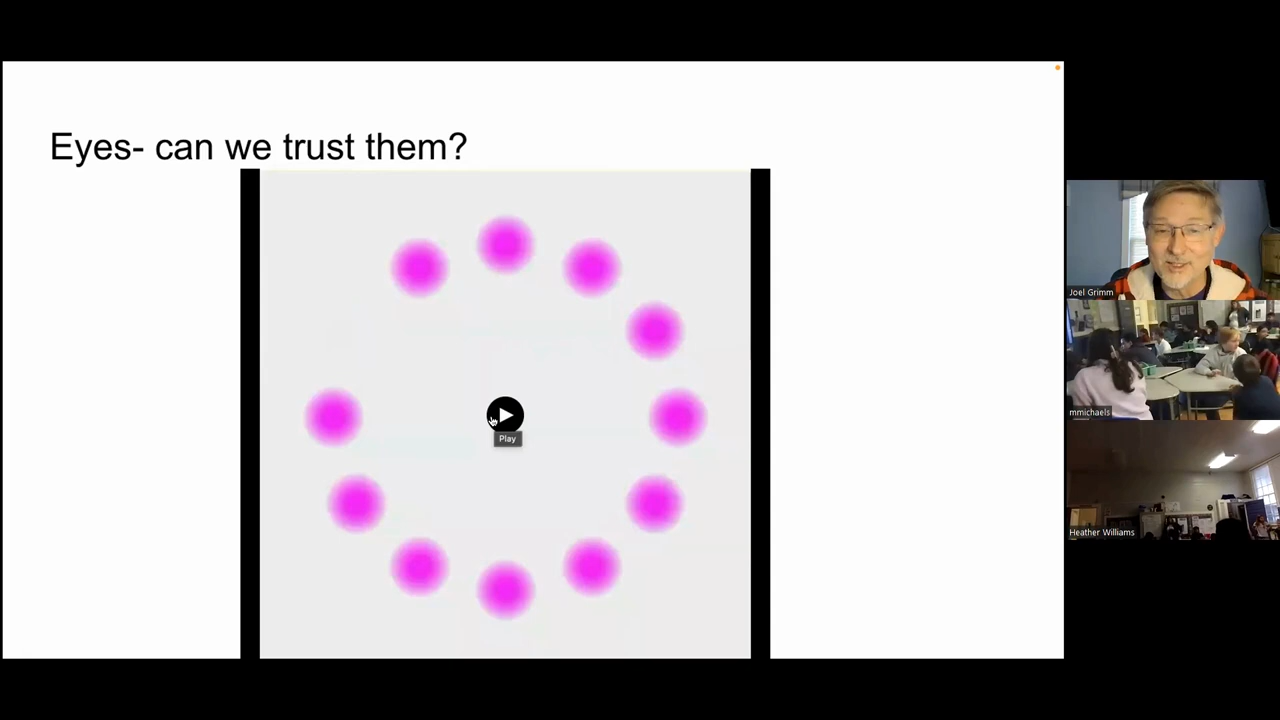 Eyes- can we trust them?
Play
Joel Grimm
mmichaels
Heather Williams